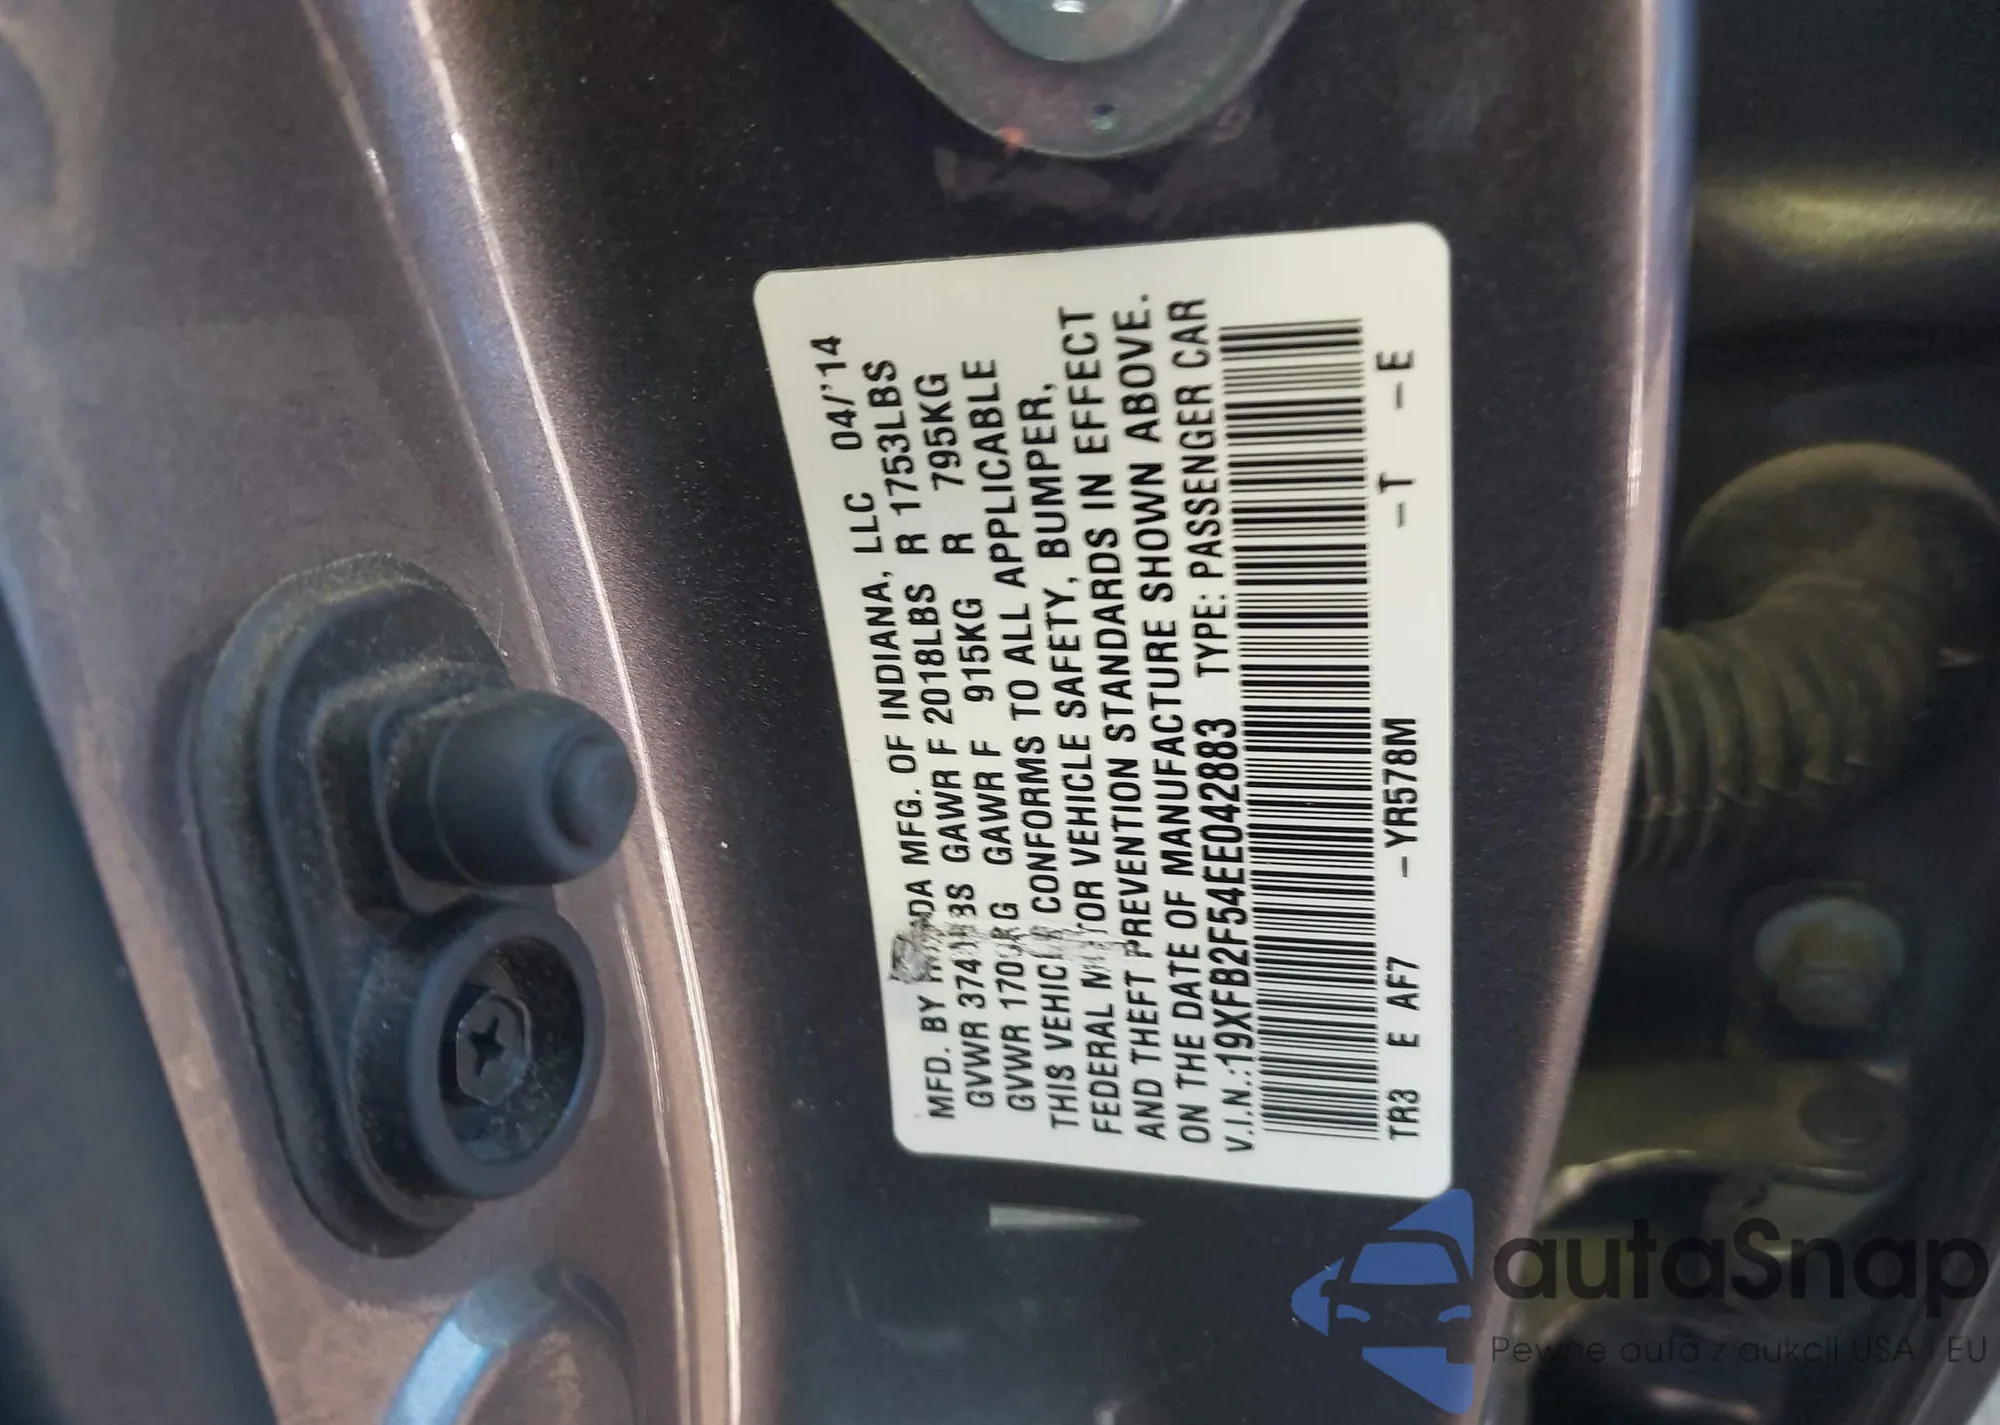 MFD. BY HONDA MFG. OF INDIANA, LLC 04/'14
GVWR 3740LBS GAWR F 2018LBS R 1753LBS
GVWR 1700KG GAWR F 915KG R 795KG
THIS VEHICLE CONFORMS TO ALL APPLICABLE
FEDERAL MOTOR VEHICLE SAFETY, BUMPER,
AND THEFT PREVENTION STANDARDS IN EFFECT
ON THE DATE OF MANUFACTURE SHOWN ABOVE.
V.I.N.:19XFB2F54EE042883 TYPE: PASSENGER CAR
TR3 E AF7 -YR578M -T -E
autaSnap
Pewne auta z aukcji USA i EU